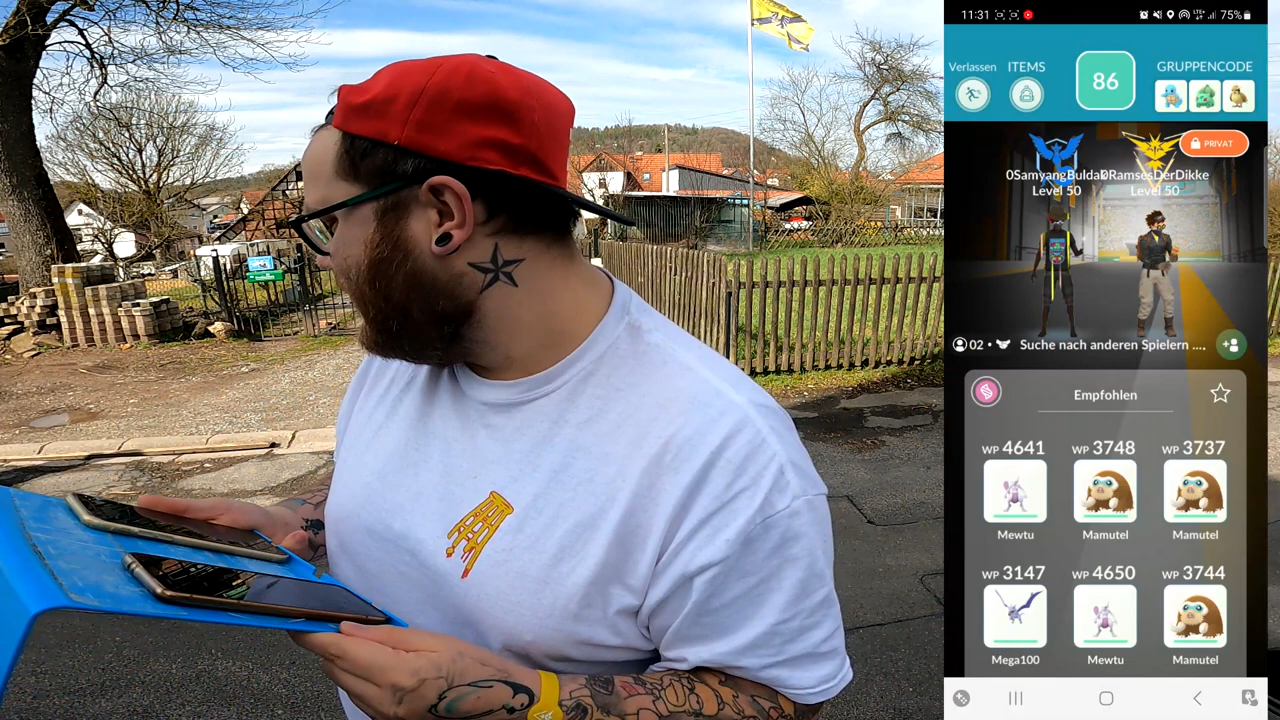 11:31
LTE+
75%
Verlassen
ITEMS
86
GRUPPENCODE
PRIVAT
0SamyangBuldak
0RamsesDerDikke
Level 50
Level 50
02 • Suche nach anderen Spielern ....
Empfohlen
WP 4641
WP 3748
WP 3737
Mewtu
Mamutel
Mamutel
WP 3147
WP 4650
WP 3744
Mega100
Mewtu
Mamutel